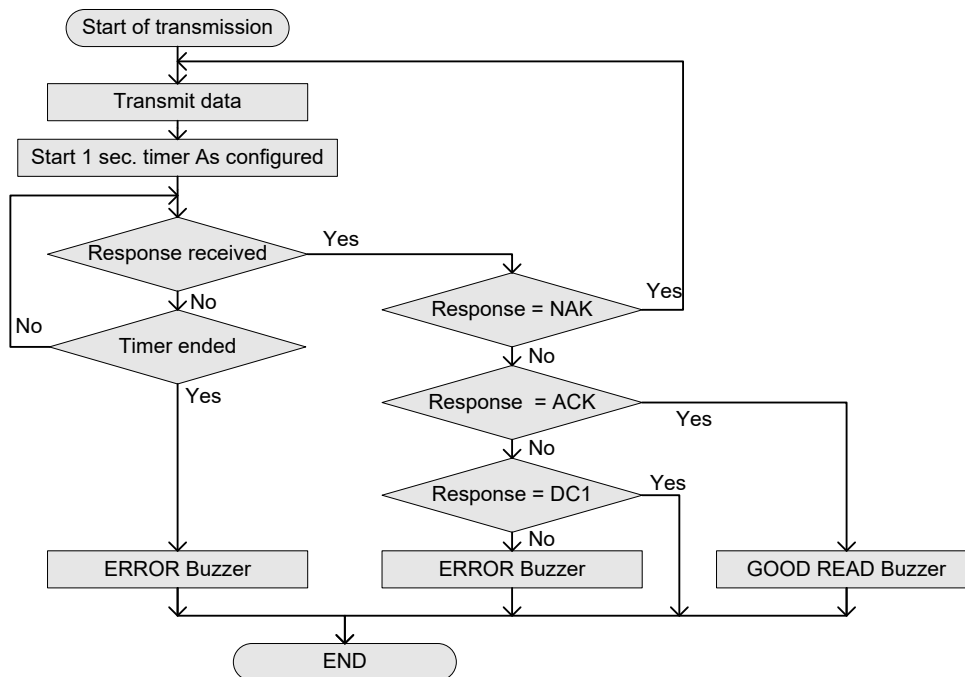 Start of transmission
Transmit data
Start 1 sec. timer As configured
Response received
Yes
No
Response = NAK
Yes
No
Timer ended
No
Yes
Response = ACK
Yes
No
Response = DC1
Yes
No
ERROR Buzzer
ERROR Buzzer
GOOD READ Buzzer
END